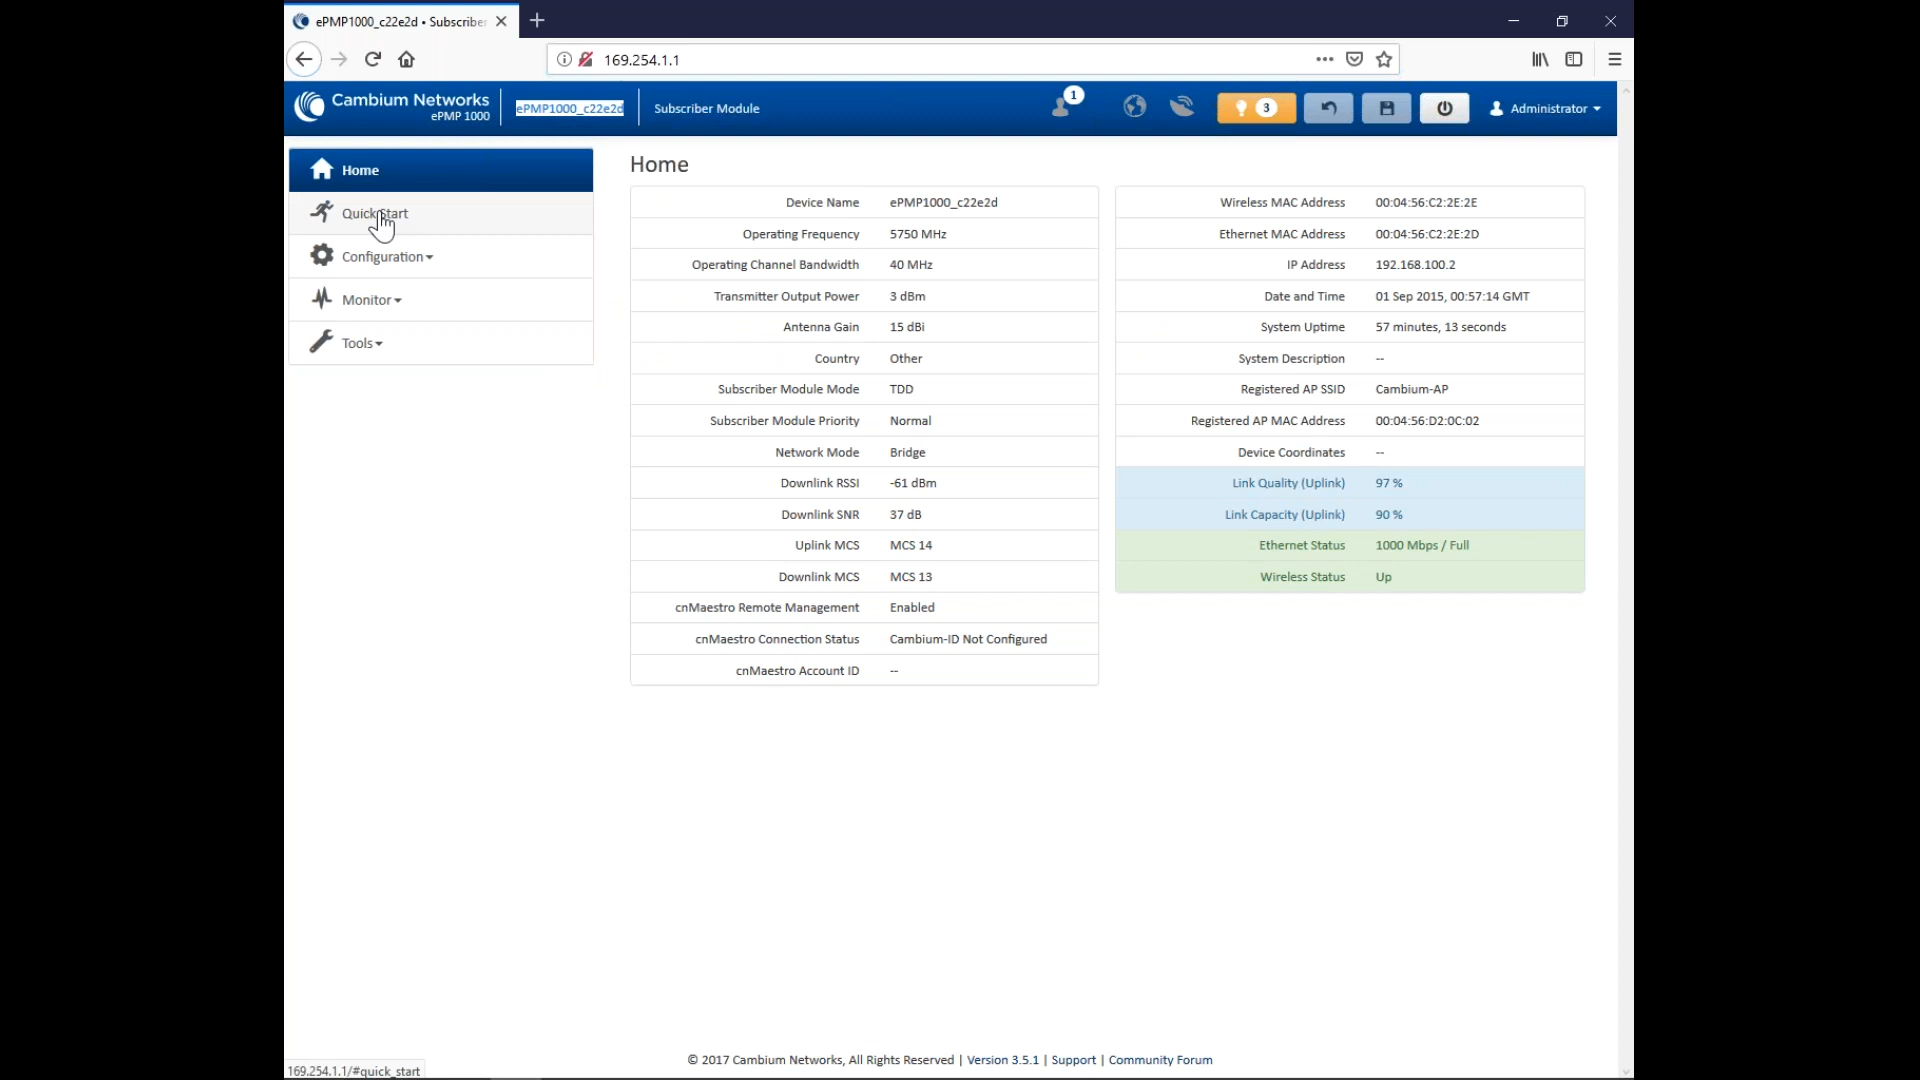 ePMP1000_c22e2d • Subscriber
169.254.1.1
Cambium Networks
ePMP 1000
ePMP1000_c22e2d
Subscriber Module
1
3
Administrator
Home
Quick Start
Configuration
Monitor
Tools
Home
Device Name ePMP1000_c22e2d
Operating Frequency 5750 MHz
Operating Channel Bandwidth 40 MHz
Transmitter Output Power 3 dBm
Antenna Gain 15 dBi
Country Other
Subscriber Module Mode TDD
Subscriber Module Priority Normal
Network Mode Bridge
Downlink RSSI -61 dBm
Downlink SNR 37 dB
Uplink MCS MCS 14
Downlink MCS MCS 13
cnMaestro Remote Management Enabled
cnMaestro Connection Status Cambium-ID Not Configured
cnMaestro Account ID --
Wireless MAC Address 00:04:56:C2:2E:2E
Ethernet MAC Address 00:04:56:C2:2E:2D
IP Address 192.168.100.2
Date and Time 01 Sep 2015, 00:57:14 GMT
System Uptime 57 minutes, 13 seconds
System Description --
Registered AP SSID Cambium-AP
Registered AP MAC Address 00:04:56:D2:0C:02
Device Coordinates --
Link Quality (Uplink) 97 %
Link Capacity (Uplink) 90 %
Ethernet Status 1000 Mbps / Full
Wireless Status Up
© 2017 Cambium Networks, All Rights Reserved | Version 3.5.1 | Support | Community Forum
169.254.1.1/#quick_start